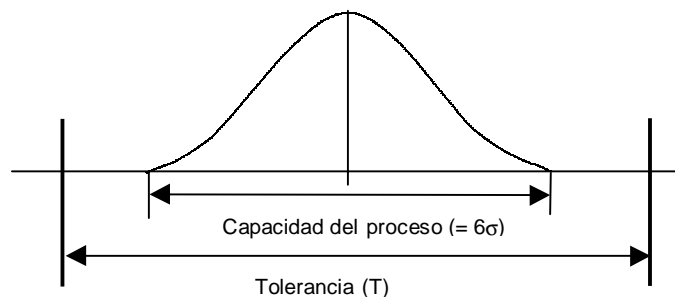 Capacidad del proceso (= 6σ)
Tolerancia (T)